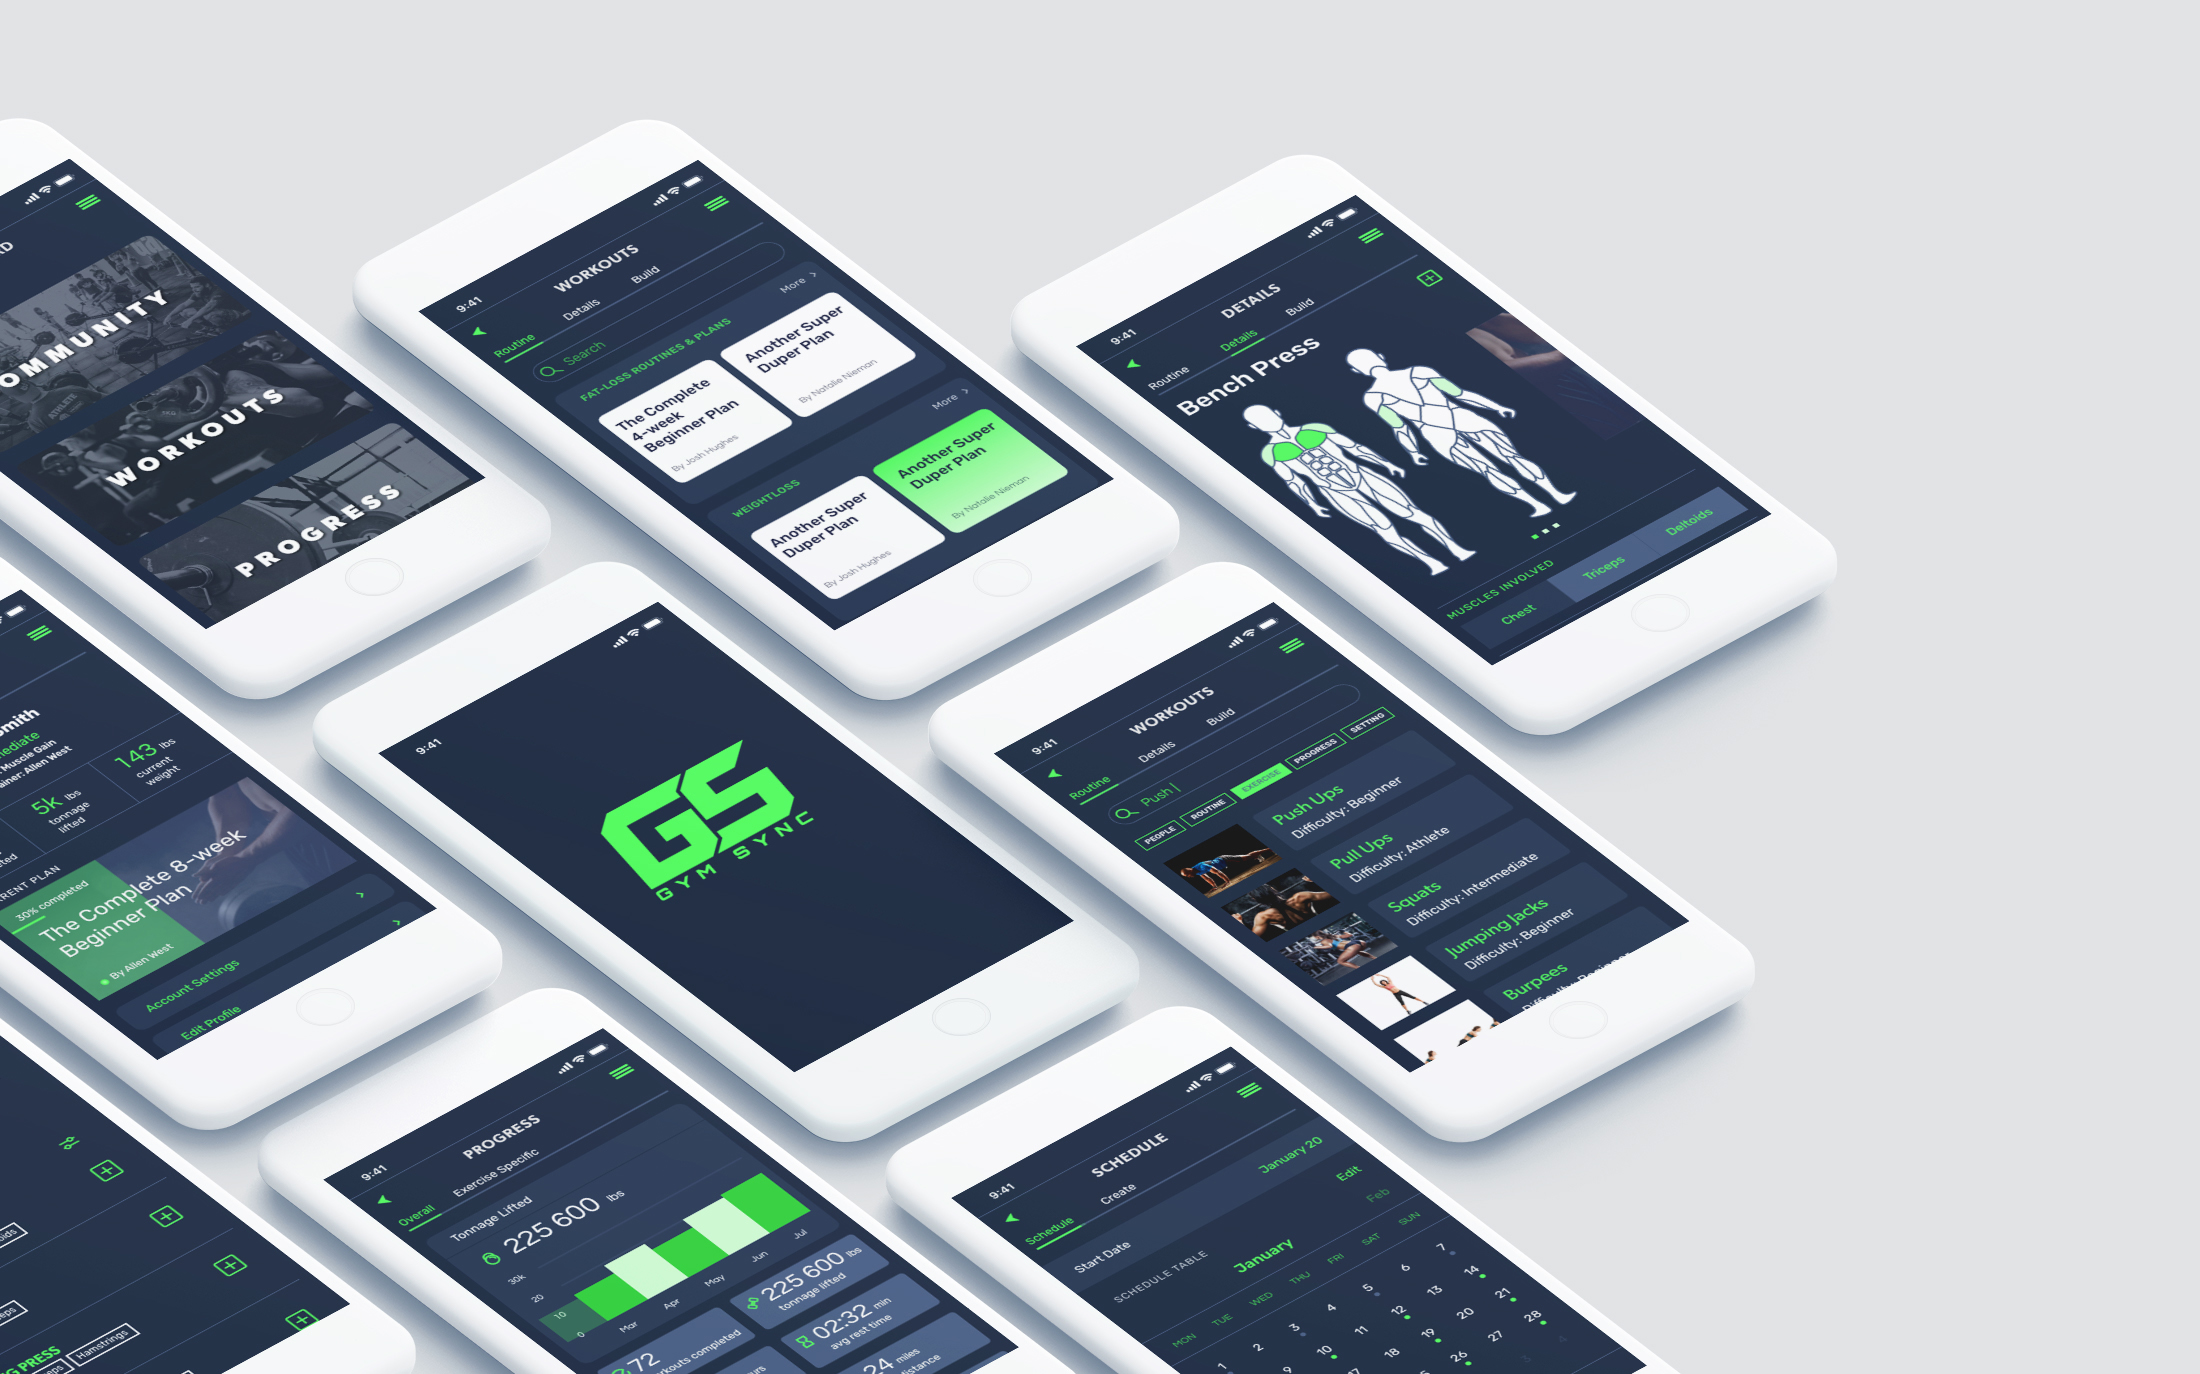 COMMUNITY
ATHLETE
WORKOUTS
PROGRESS
9:41
WORKOUTS
Routine
Details
Build
Search
FAT-LOSS ROUTINES & PLANS
More
The Complete
4-week
Beginner Plan
By Josh Hughes
Another Super
Duper Plan
By Natalie Nieman
WEIGHTLOSS
More
Another Super
Duper Plan
By Josh Hughes
Another Super
Duper Plan
By Natalie Nieman
9:41
DETAILS
Routine
Details
Build
Bench Press
MUSCLES INVOLVED
Chest
Triceps
Deltoids
Smith
Muscle Gain
Allen West
5k lbs
tonnage
lifted
143 lbs
current
weight
30% completed
The Complete 8-week
Beginner Plan
By Allen West
Account Settings
Edit Profile
9:41
GS
GYM SYNC
9:41
WORKOUTS
Routine
Details
Build
Push
PEOPLE
ROUTINE
EXERCISE
PROGRESS
SETTING
Push Ups
Difficulty: Beginner
Pull Ups
Difficulty: Athlete
Squats
Difficulty: Intermediate
Jumping Jacks
Difficulty: Beginner
Burpees
Difficulty: Beginner
PRESS
Hamstrings
9:41
PROGRESS
Overall
Exercise Specific
Tonnage Lifted
225 600 lbs
30k
20
10
0
Mar
Apr
May
Jun
Jul
72
workouts completed
225 600 lbs
tonnage lifted
02:32 min
avg rest time
24 miles
distance
9:41
SCHEDULE
Schedule
Create
Start Date
January 20
Edit
SCHEDULE TABLE
January
Feb
MON TUE WED THU FRI SAT SUN
1 2 3 4 5 6 7
9 10 11 12 13 14
17 18 19 20 21
26 27 28
3 4